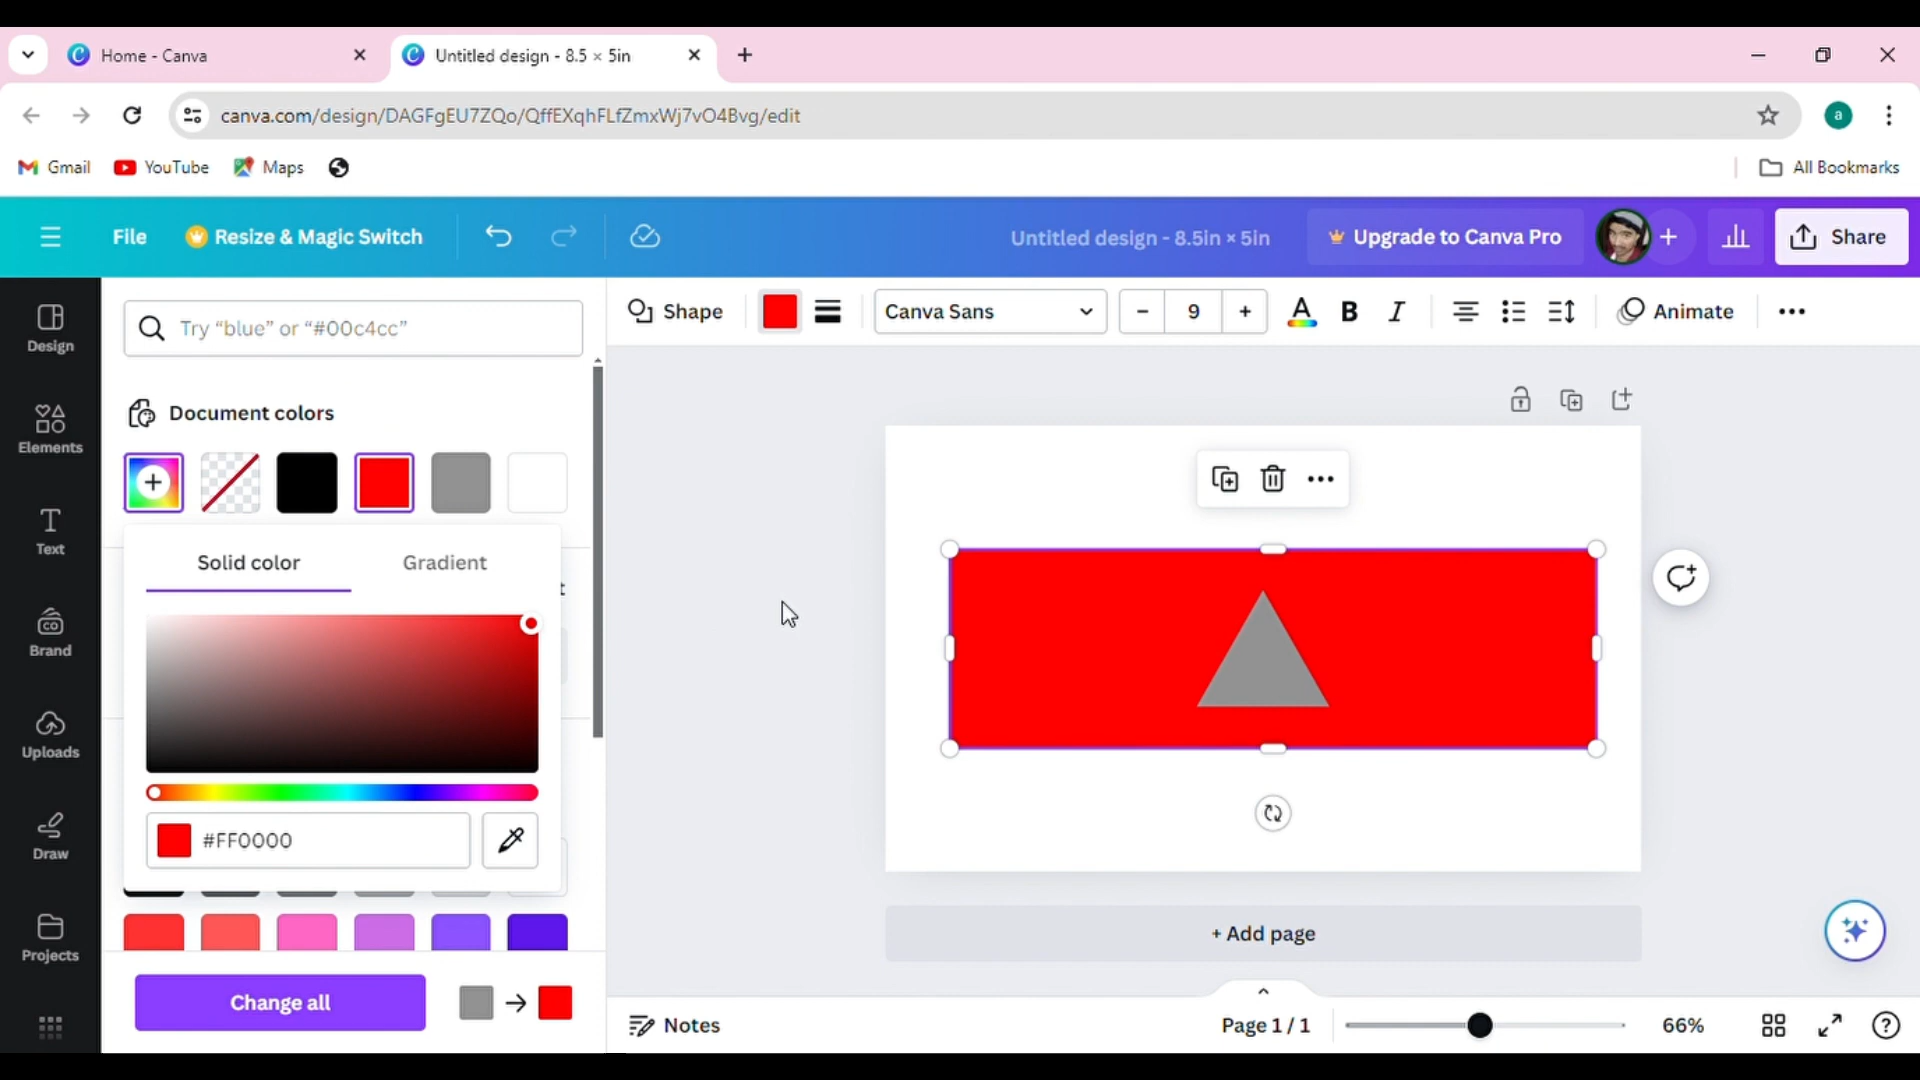 Home - Canva
Untitled design - 8.5 × 5in
canva.com/design/DAGFgEU7ZQo/QffEXqhFLfZmxWj7vO4Bvg/edit
a
Gmail
YouTube
Maps
All Bookmarks
File
Resize & Magic Switch
Untitled design - 8.5in × 5in
Upgrade to Canva Pro
Share
Design
Elements
Text
Brand
Uploads
Draw
Projects
Try “blue” or “#00c4cc”
Shape
Canva Sans
9
A
B
I
Animate
Document colors
Solid color
Gradient
#FF0000
Change all
+ Add page
Notes
Page 1 / 1
66%